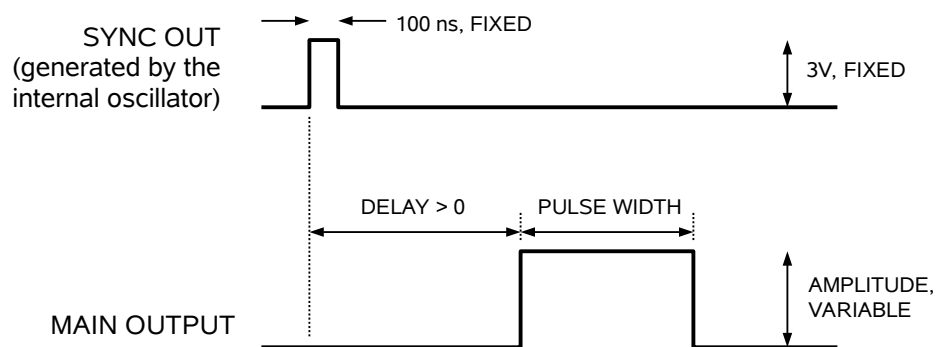 100 ns, FIXED
SYNC OUT
(generated by the
internal oscillator)
3V, FIXED
DELAY > 0
PULSE WIDTH
AMPLITUDE,
VARIABLE
MAIN OUTPUT